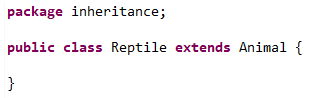 package inheritance;
public class Reptile extends Animal {
}